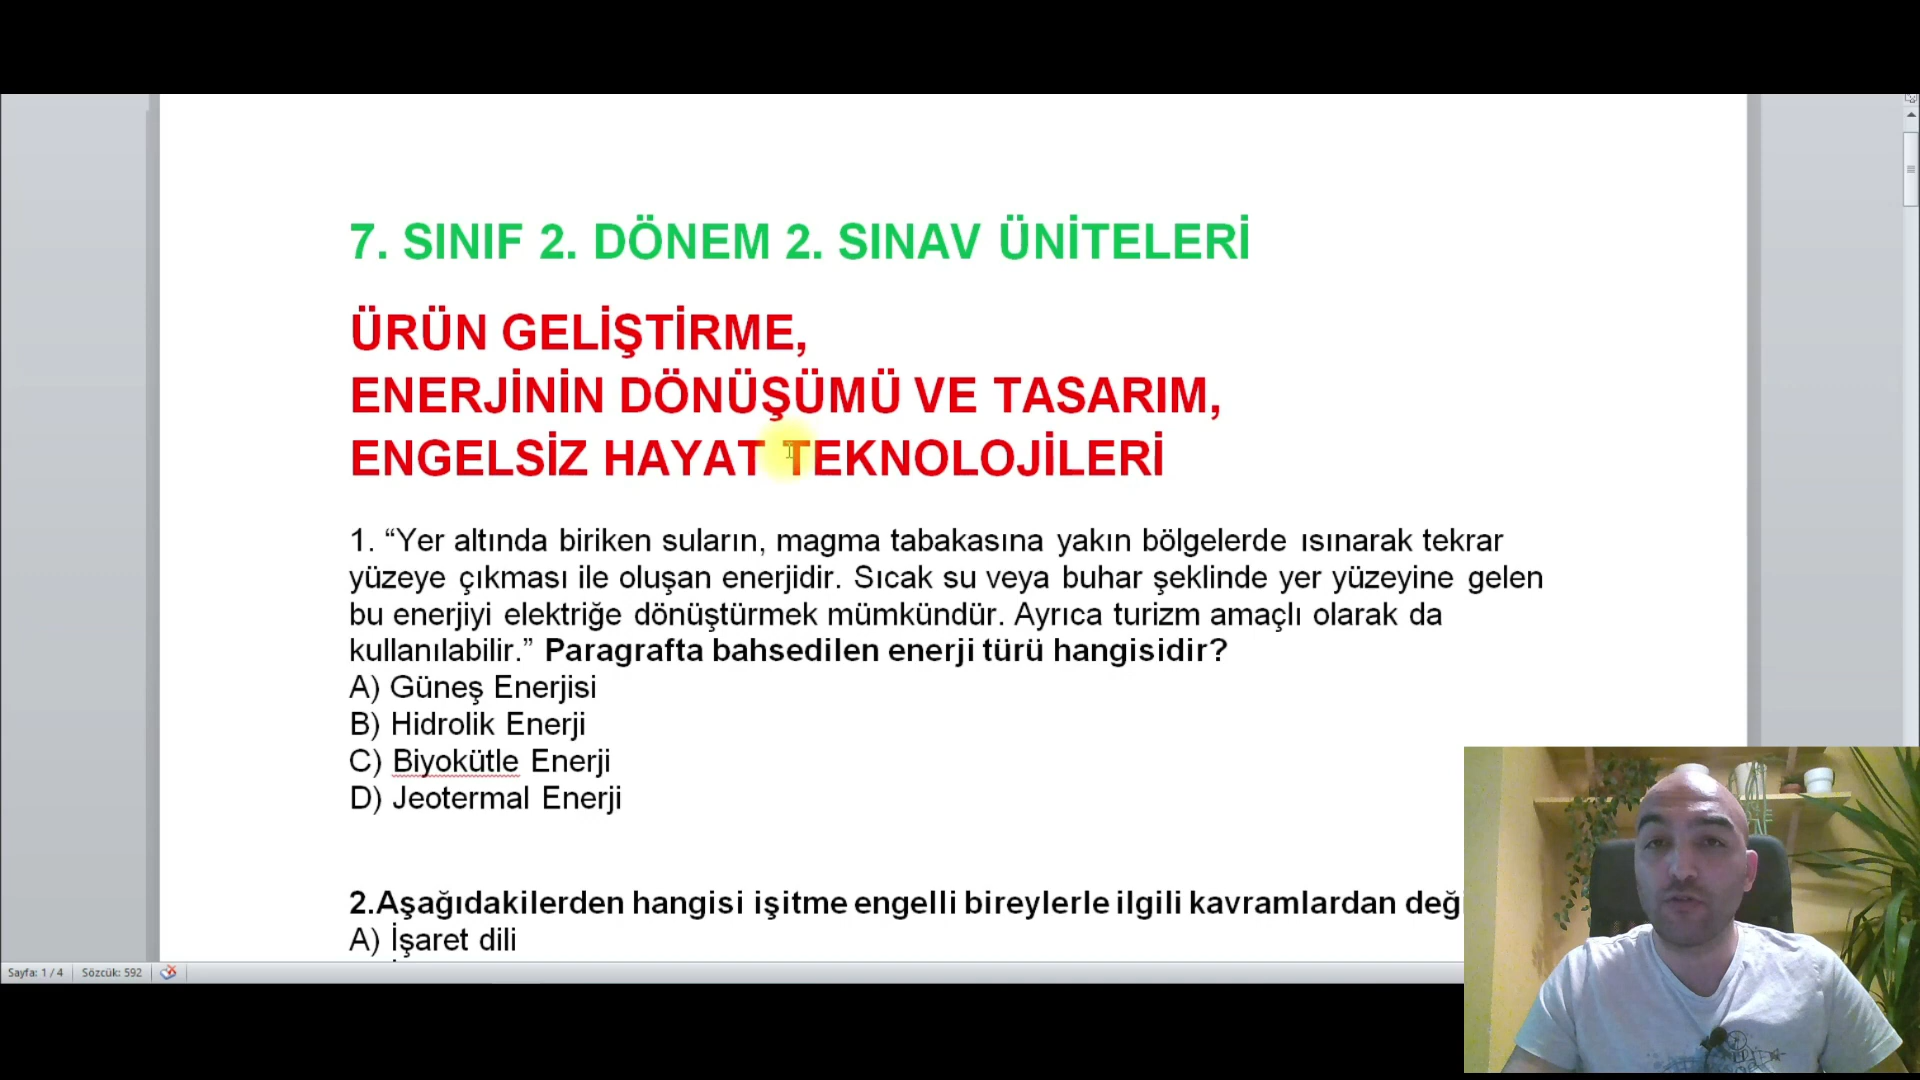 7. SINIF 2. DÖNEM 2. SINAV ÜNİTELERİ
ÜRÜN GELİŞTİRME,
ENERJİNİN DÖNÜŞÜMÜ VE TASARIM,
ENGELSİZ HAYAT TEKNOLOJİLERİ
1. “Yer altında biriken suların, magma tabakasına yakın bölgelerde ısınarak tekrar
yüzeye çıkması ile oluşan enerjidir. Sıcak su veya buhar şeklinde yer yüzeyine gelen
bu enerjiyi elektriğe dönüştürmek mümkündür. Ayrıca turizm amaçlı olarak da
kullanılabilir.” Paragrafta bahsedilen enerji türü hangisidir?
A) Güneş Enerjisi
B) Hidrolik Enerji
C) Biyokütle Enerji
D) Jeotermal Enerji
2.Aşağıdakilerden hangisi işitme engelli bireylerle ilgili kavramlardan deği
A) İşaret dili
Sayfa: 1 / 4 Sözcük: 592